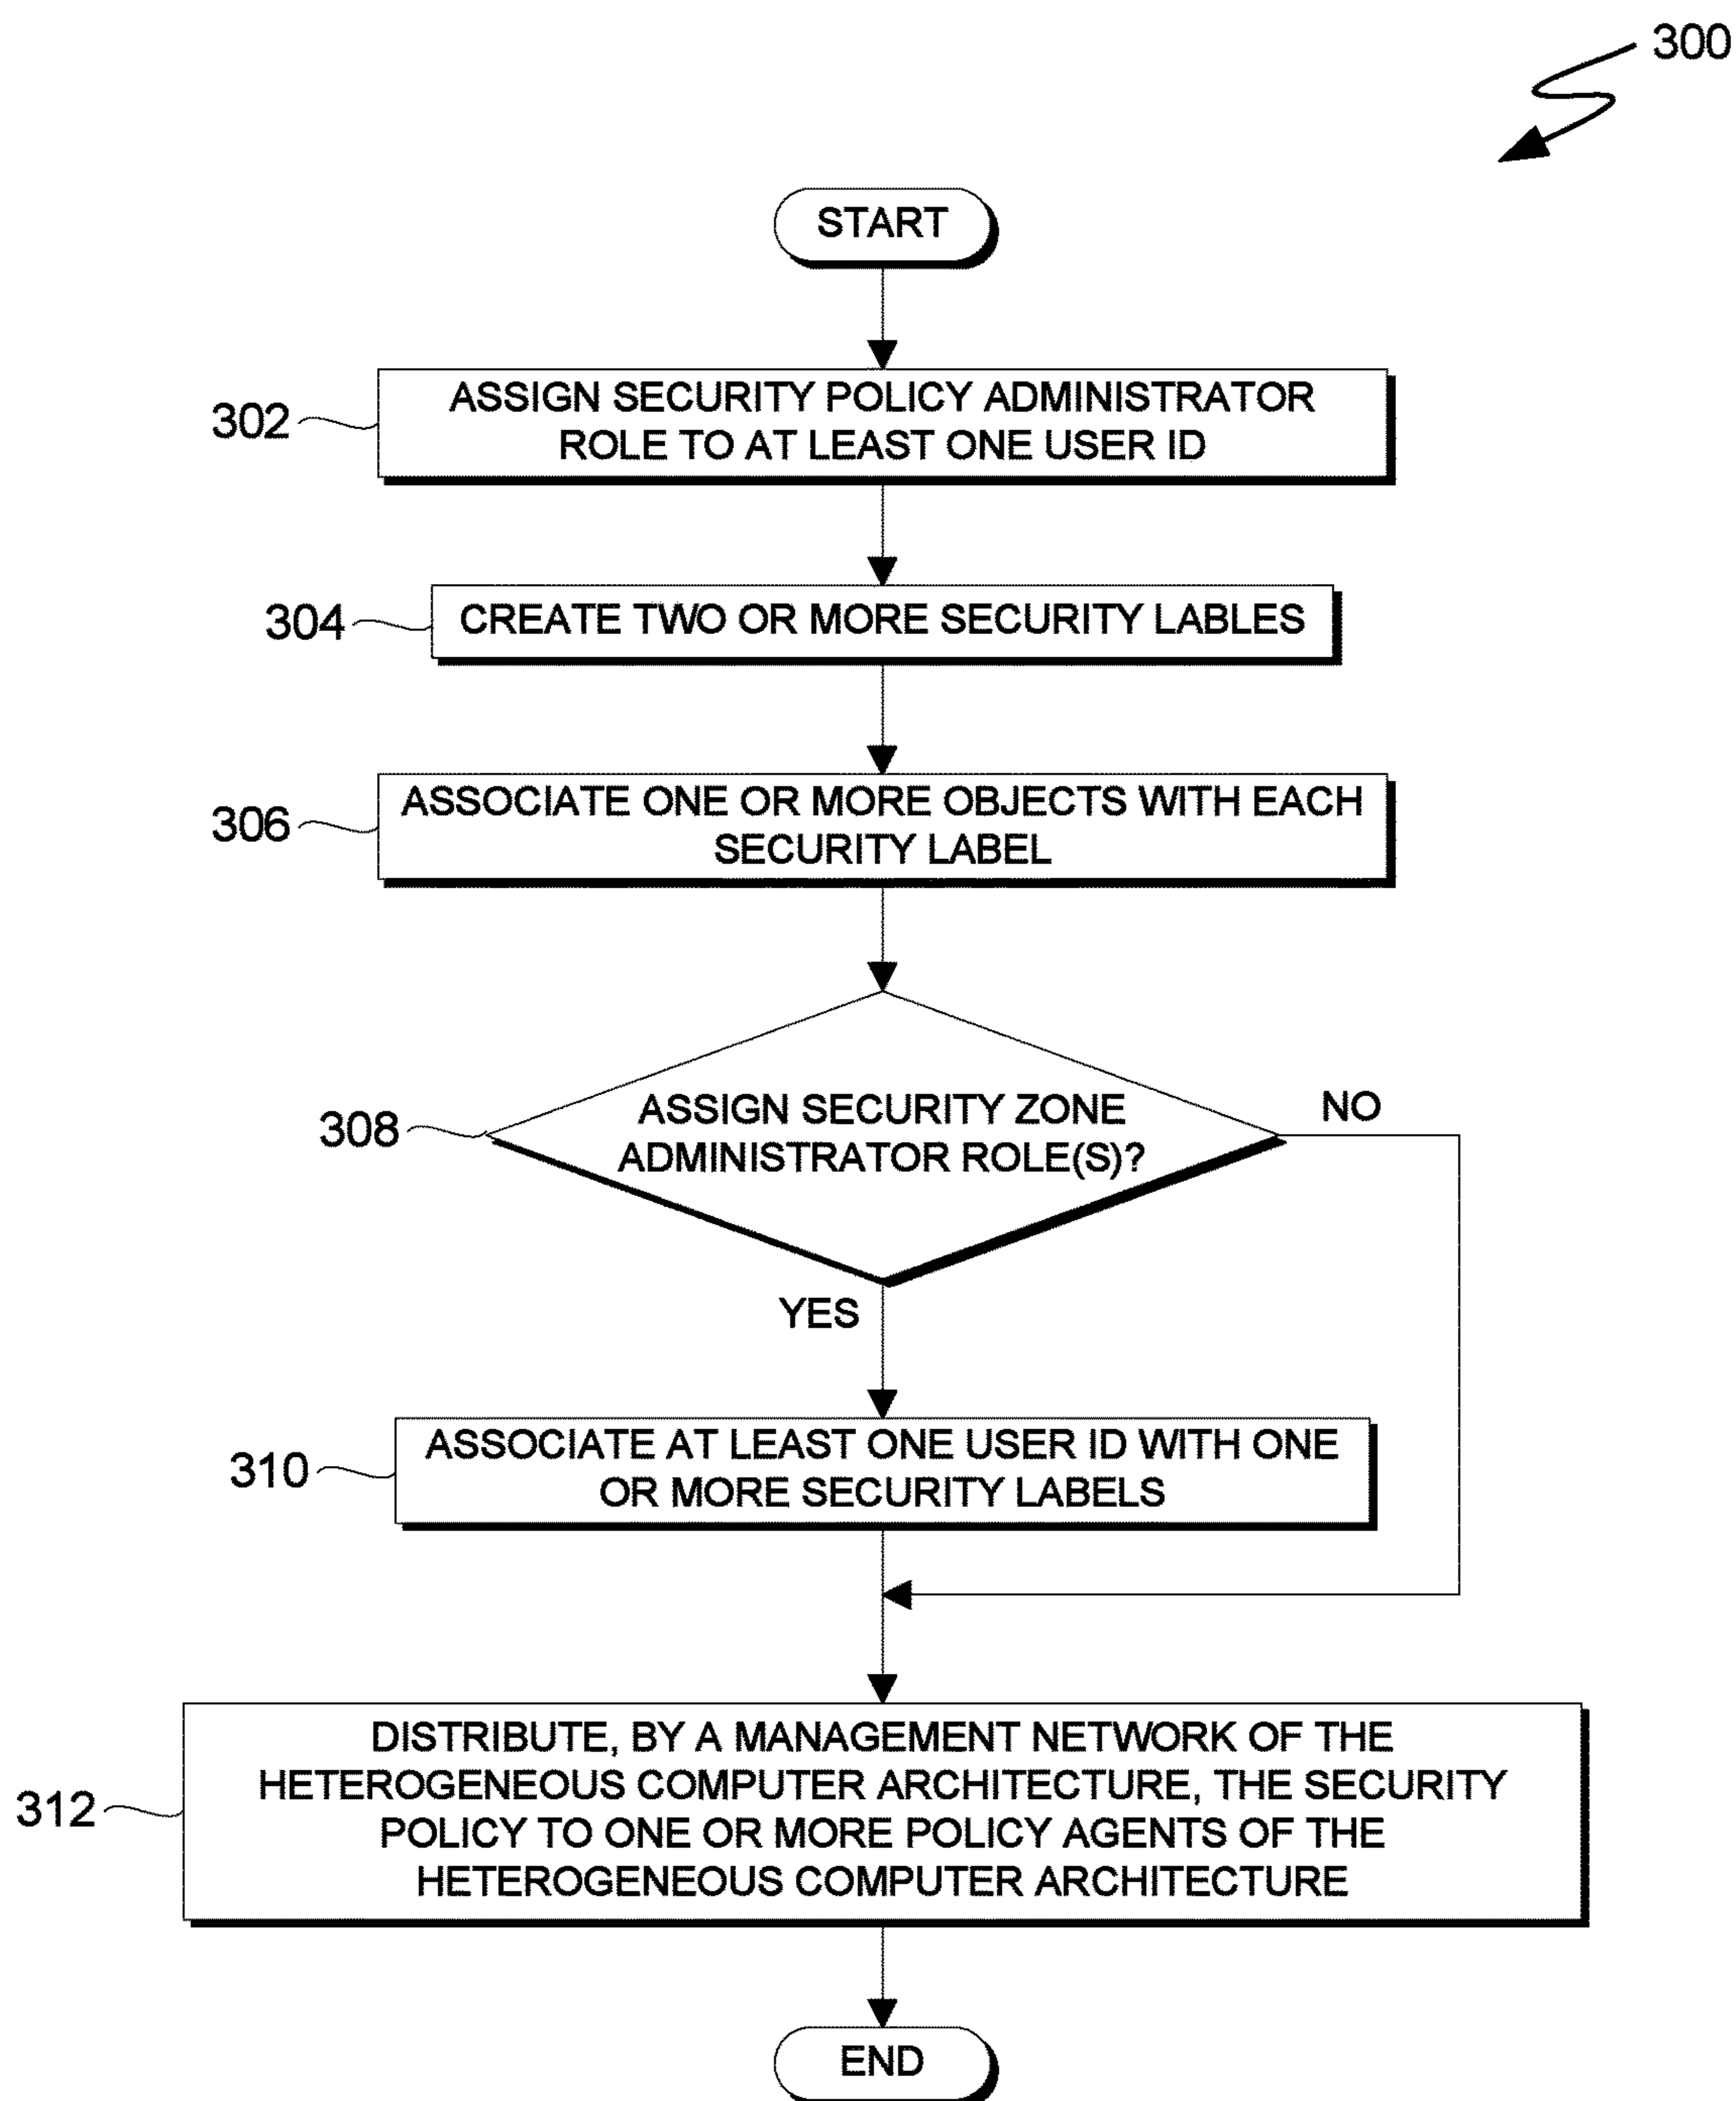 300
START
302
ASSIGN SECURITY POLICY ADMINISTRATOR
ROLE TO AT LEAST ONE USER ID
304
CREATE TWO OR MORE SECURITY LABLES
306
ASSOCIATE ONE OR MORE OBJECTS WITH EACH
SECURITY LABEL
308
ASSIGN SECURITY ZONE
ADMINISTRATOR ROLE(S)?
NO
YES
310
ASSOCIATE AT LEAST ONE USER ID WITH ONE
OR MORE SECURITY LABELS
312
DISTRIBUTE, BY A MANAGEMENT NETWORK OF THE
HETEROGENEOUS COMPUTER ARCHITECTURE, THE SECURITY
POLICY TO ONE OR MORE POLICY AGENTS OF THE
HETEROGENEOUS COMPUTER ARCHITECTURE
END